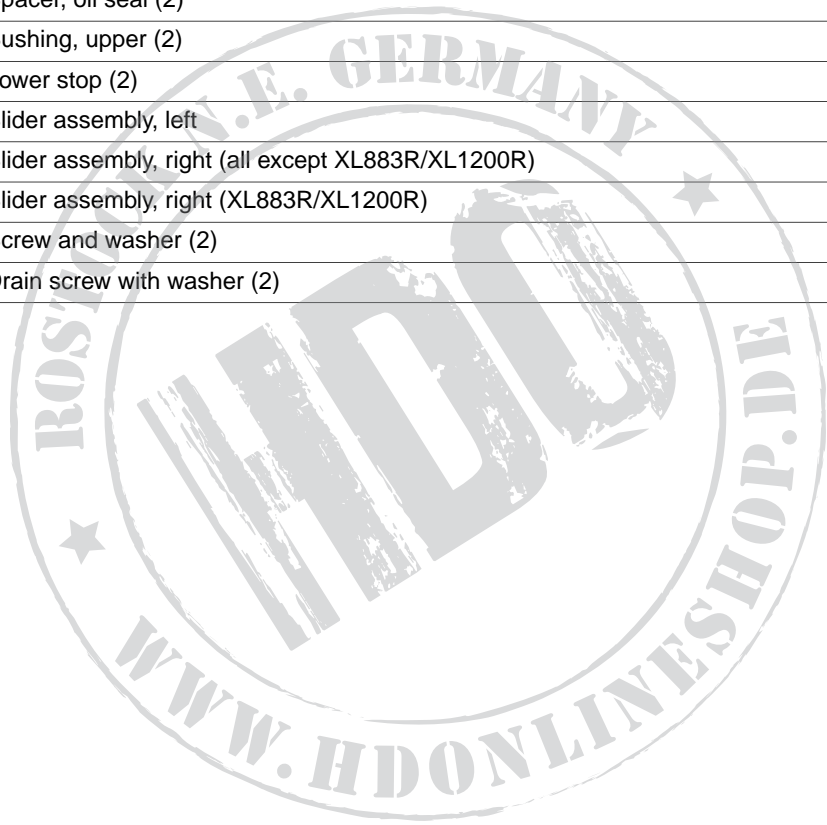 pacer, oil seal (2)
ushing, upper (2)
ower stop (2)
lider assembly, left
lider assembly, right (all except XL883R/XL1200R)
lider assembly, right (XL883R/XL1200R)
crew and washer (2)
rain screw with washer (2)
ROSTOCK N.E. GERMANY
HDO
WWW.HDONLINESHOP.DE